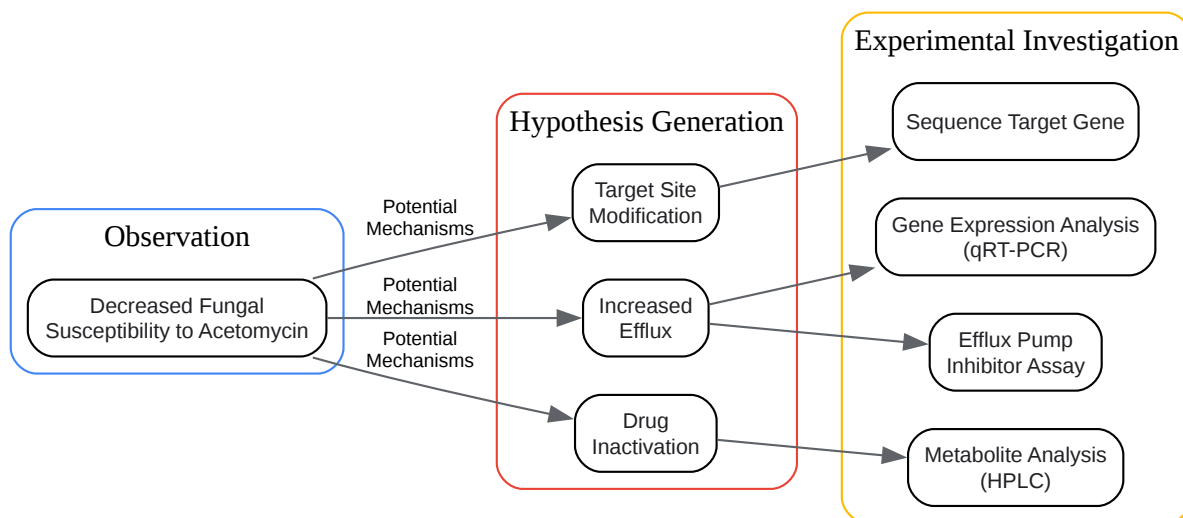 Observation
Decreased Fungal
Susceptibility to Acetomycin
Potential
Mechanisms
Potential
Mechanisms
Potential
Mechanisms
Hypothesis Generation
Target Site
Modification
Increased
Efflux
Drug
Inactivation
Experimental Investigation
Sequence Target Gene
Gene Expression Analysis
(qRT-PCR)
Efflux Pump
Inhibitor Assay
Metabolite Analysis
(HPLC)